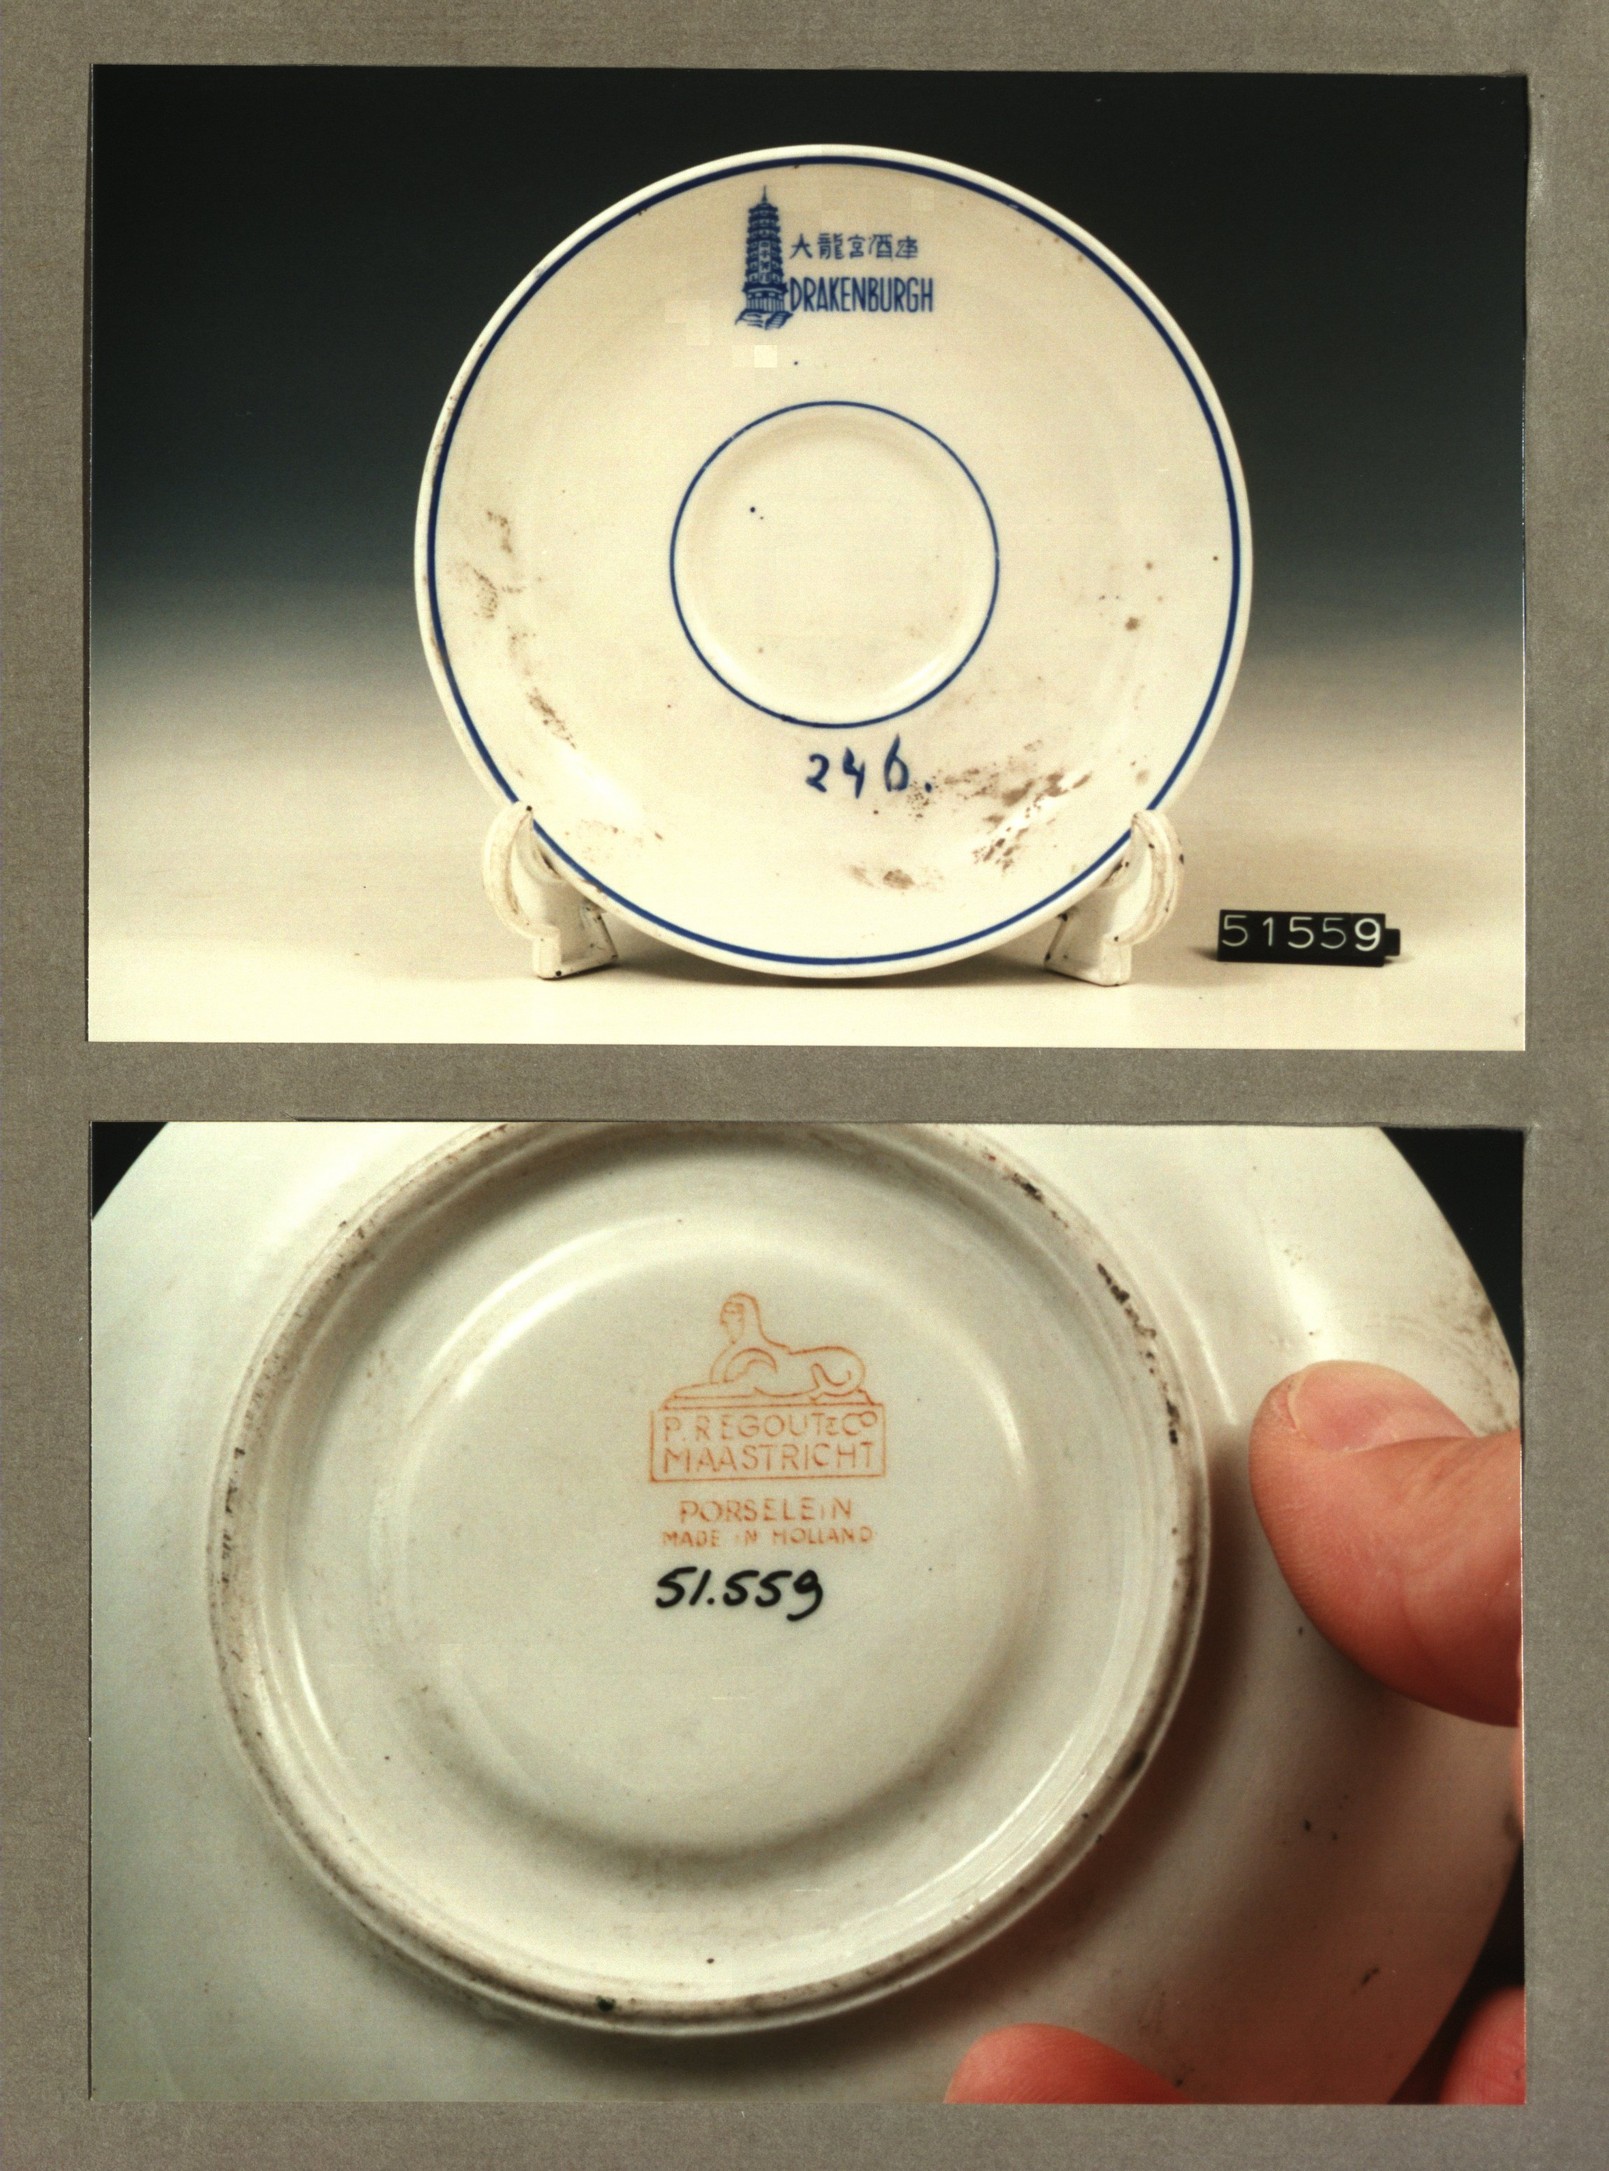 大龍宮酒店
DRAKENBURGH
246.
51559
P. REGOUT & Co
MAASTRICHT
PORSELEIN
MADE IN HOLLAND
51.559